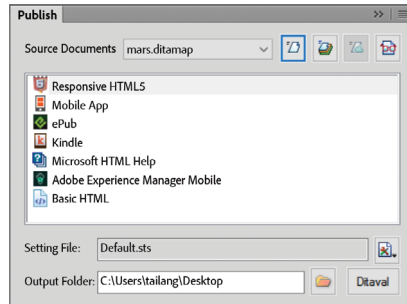 Publish
Source Documents mars.ditamap
Responsive HTML5
Mobile App
ePub
Kindle
Microsoft HTML Help
Adobe Experience Manager Mobile
Basic HTML
Setting File: Default.sts
Output Folder: C:\Users\tailang\Desktop Ditaval